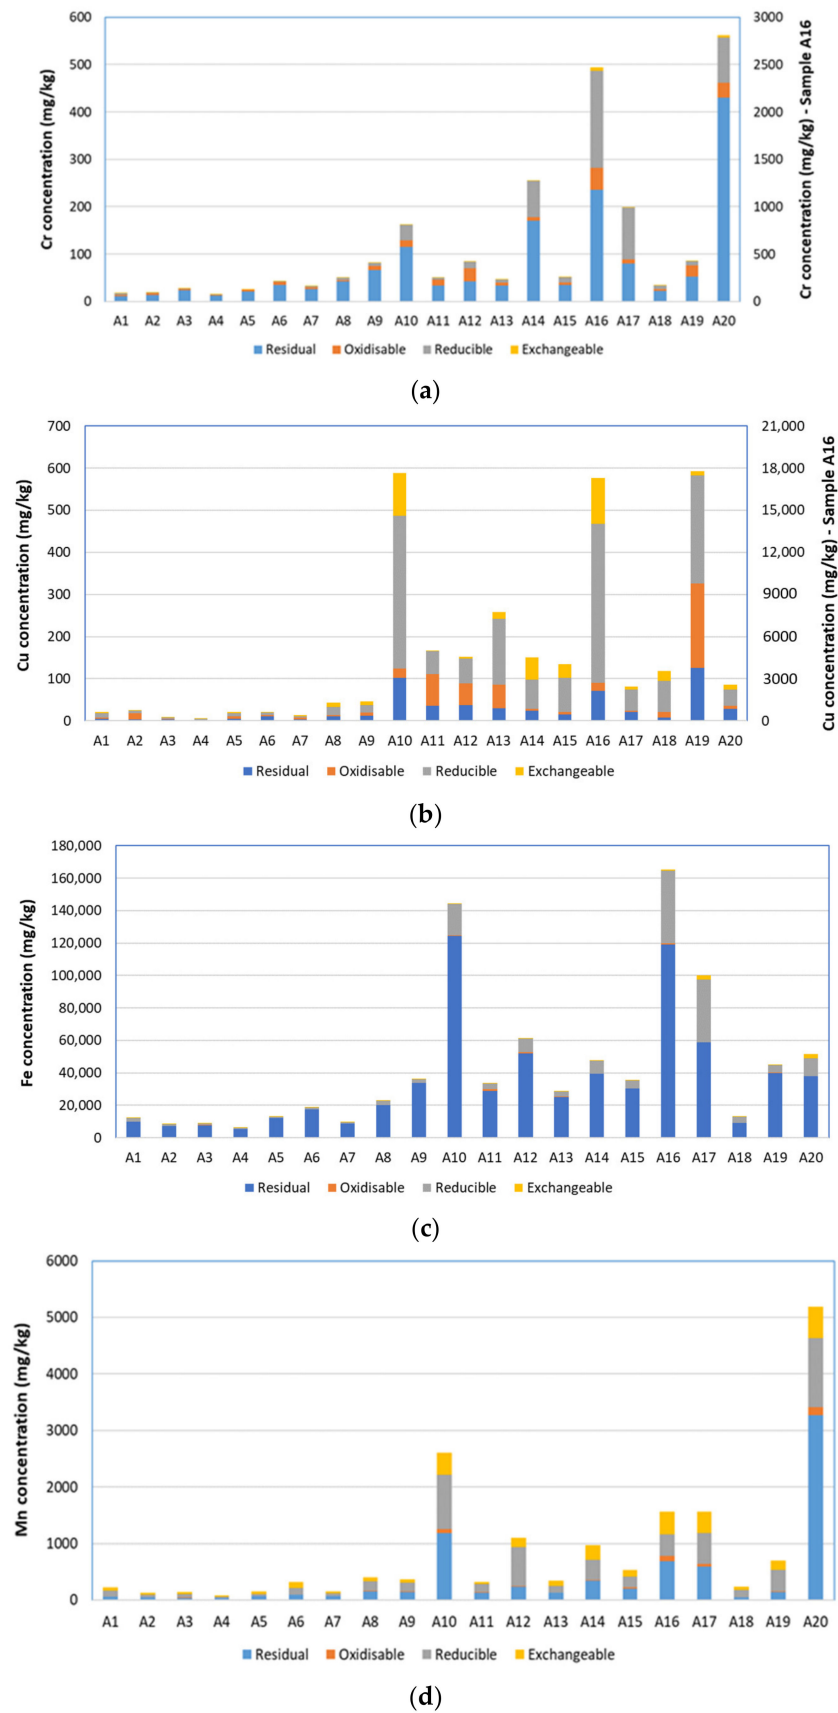 600 3000
500 2500
400 2000
300 1500
200 1000
100 500
0 0
Cr concentration (mg/kg)
Cr concentration (mg/kg) - Sample A16
A1 A2 A3 A4 A5 A6 A7 A8 A9 A10 A11 A12 A13 A14 A15 A16 A17 A18 A19 A20
Residual Oxidisable Reducible Exchangeable
(a)
700 21,000
600 18,000
500 15,000
400 12,000
300 9000
200 6000
100 3000
0 0
Cu concentration (mg/kg)
Cu concentration (mg/kg) - Sample A16
A1 A2 A3 A4 A5 A6 A7 A8 A9 A10 A11 A12 A13 A14 A15 A16 A17 A18 A19 A20
Residual Oxidisable Reducible Exchangeable
(b)
180,000
160,000
140,000
120,000
100,000
80,000
60,000
40,000
20,000
0
Fe concentration (mg/kg)
A1 A2 A3 A4 A5 A6 A7 A8 A9 A10 A11 A12 A13 A14 A15 A16 A17 A18 A19 A20
Residual Oxidisable Reducible Exchangeable
(c)
6000
5000
4000
3000
2000
1000
0
Mn concentration (mg/kg)
A1 A2 A3 A4 A5 A6 A7 A8 A9 A10 A11 A12 A13 A14 A15 A16 A17 A18 A19 A20
Residual Oxidisable Reducible Exchangeable
(d)